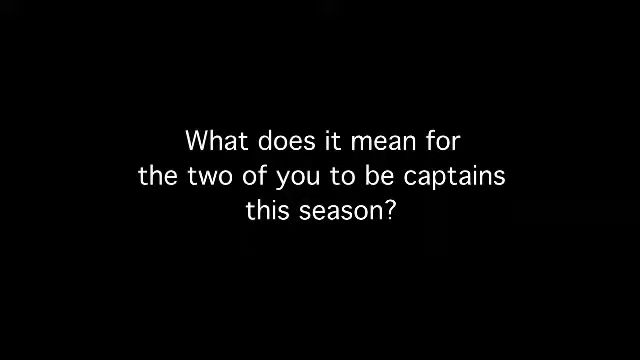 What does it mean for
the two of you to be captains
this season?